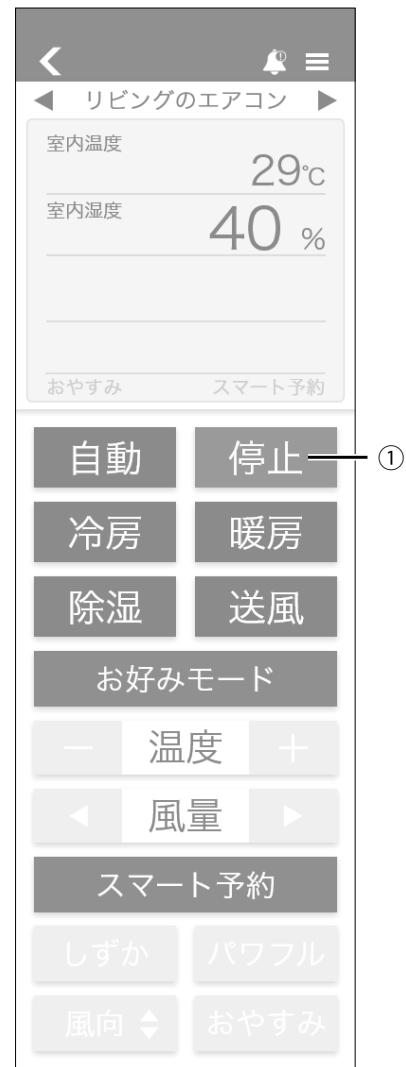 リビングのエアコン
室内温度
29℃
室内湿度
40 %
おやすみ スマート予約
自動 停止 ①
冷房 暖房
除湿 送風
お好みモード
－ 温度 ＋
◀ 風量 ▶
スマート予約
しずか パワフル
風向 おやすみ